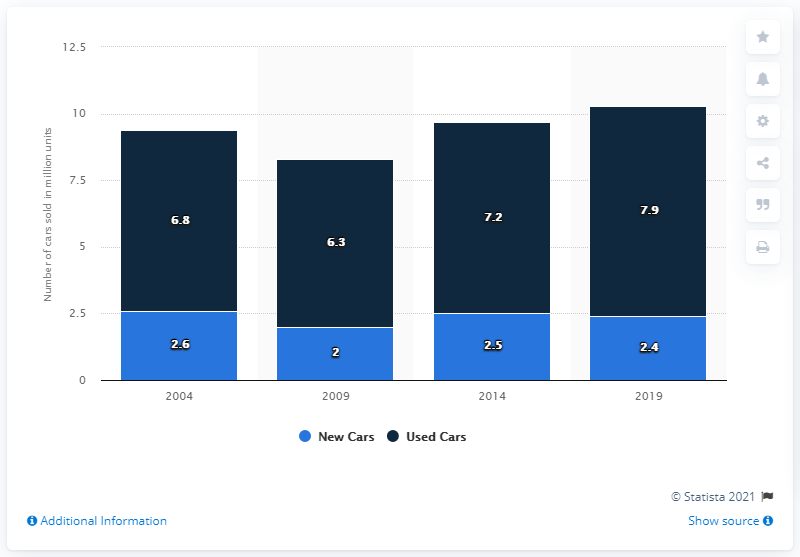 12.5
10
7.5
5
2.5
0
Number of cars sold in million units
6.8
6.3
7.2
7.9
2.6
2
2.5
2.4
2004 2009 2014 2019
New Cars Used Cars
© Statista 2021
Additional Information Show source